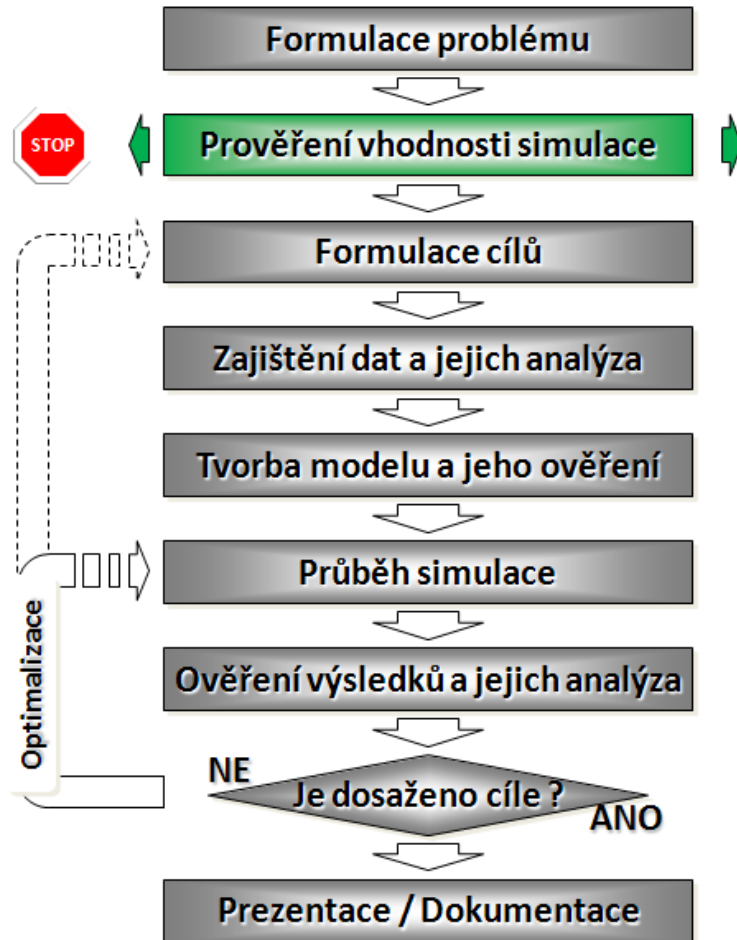 Formulace problému
STOP
Prověření vhodnosti simulace
Formulace cílů
Zajištění dat a jejich analýza
Tvorba modelu a jeho ověření
Průběh simulace
Optimalizace
Ověření výsledků a jejich analýza
NE
Je dosaženo cíle ?
ANO
Prezentace / Dokumentace